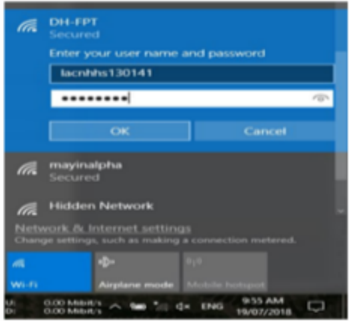 DH-FPT
Secured
Enter your user name and password
lacnhhs130141
OK
Cancel
mayinalpha
Secured
Hidden Network
Network & Internet settings
Change settings, such as making a connection metered.
Wi-Fi
Airplane mode
Mobile hotspot
U: 0.00 Mbit/s
D: 0.00 Mbit/s
ENG
9:55 AM
19/07/2018